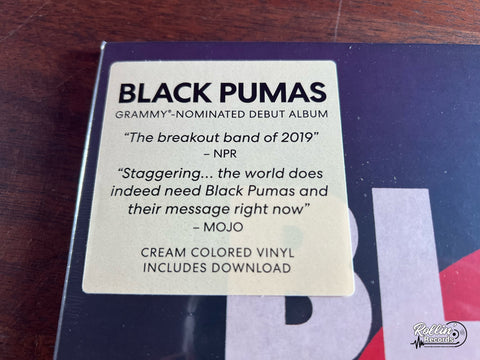 BLACK PUMAS
GRAMMY®-NOMINATED DEBUT ALBUM
“The breakout band of 2019”
– NPR
“Staggering... the world does
indeed need Black Pumas and
their message right now”
– MOJO
CREAM COLORED VINYL
INCLUDES DOWNLOAD
BL
Rollin'
Records